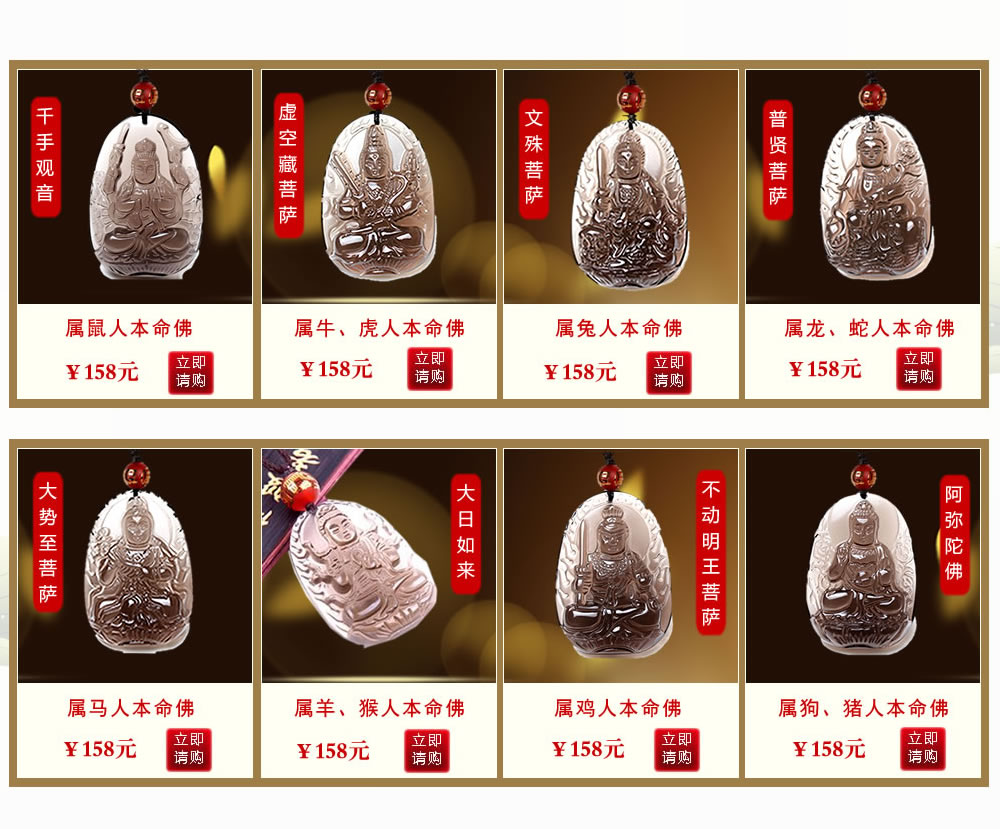 千手观音
虚空藏菩萨
文殊菩萨
普贤菩萨
属鼠人本命佛
属牛、虎人本命佛
属兔人本命佛
属龙、蛇人本命佛
￥158元
立即
请购
￥158元
立即
请购
￥158元
立即
请购
￥158元
立即
请购
大势至菩萨
大日如来
不动明王菩萨
阿弥陀佛
属马人本命佛
属羊、猴人本命佛
属鸡人本命佛
属狗、猪人本命佛
￥158元
立即
请购
￥158元
立即
请购
￥158元
立即
请购
￥158元
立即
请购